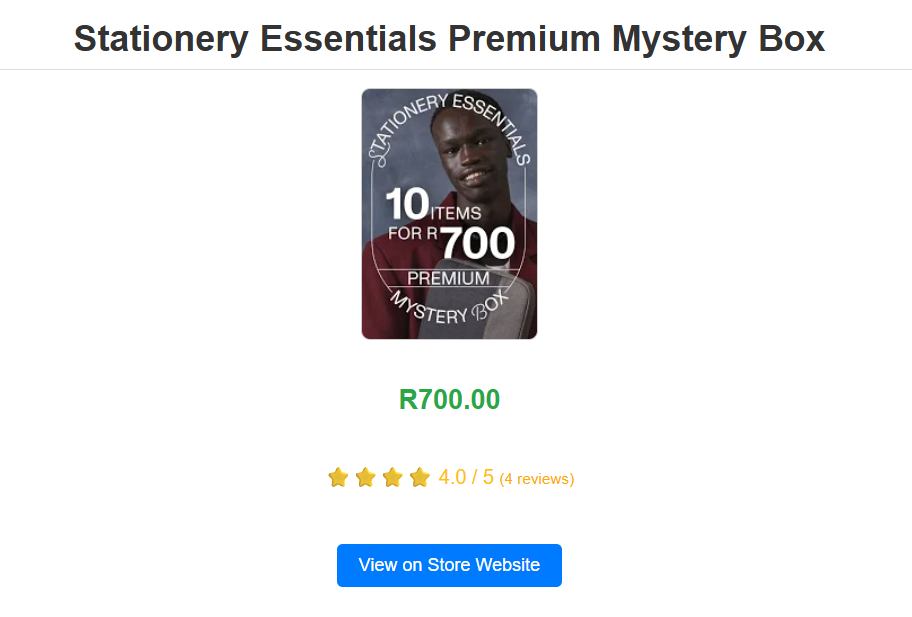 Stationery Essentials Premium Mystery Box
STATIONERY ESSENTIALS
10 ITEMS
FOR R700
PREMIUM
MYSTERY BOX
R700.00
4.0 / 5 (4 reviews)
View on Store Website